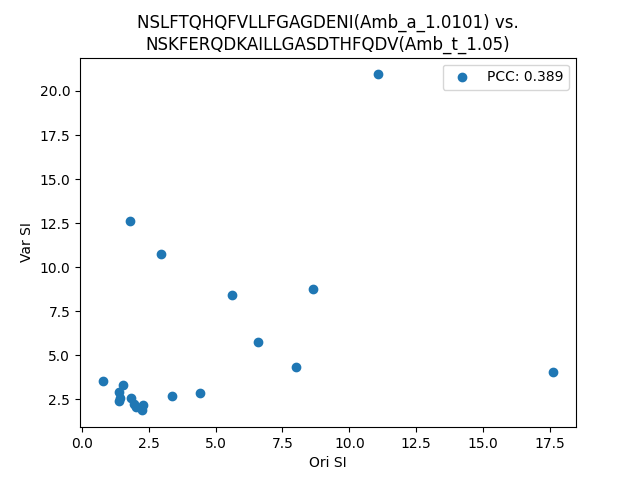 NSLFTQHQFVLLFGAGDENI(Amb_a_1.0101) vs.
NSKFERQDKAILLGASDTHFQDV(Amb_t_1.05)
PCC: 0.389
20.0
17.5
15.0
12.5
10.0
7.5
5.0
2.5
Var SI
0.0 2.5 5.0 7.5 10.0 12.5 15.0 17.5
Ori SI